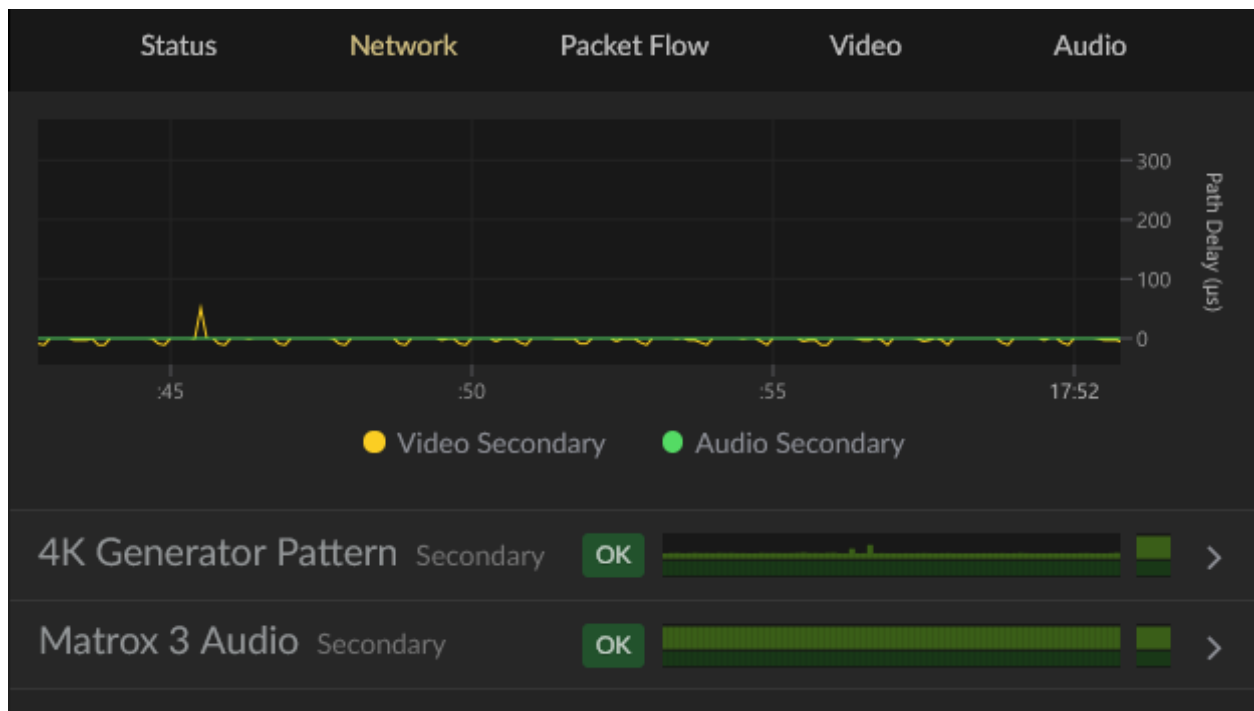 Status Network Packet Flow Video Audio
300
200
100
0
Path Delay (µs)
:45 :50 :55 17:52
Video Secondary Audio Secondary
4K Generator Pattern Secondary OK
Matrox 3 Audio Secondary OK